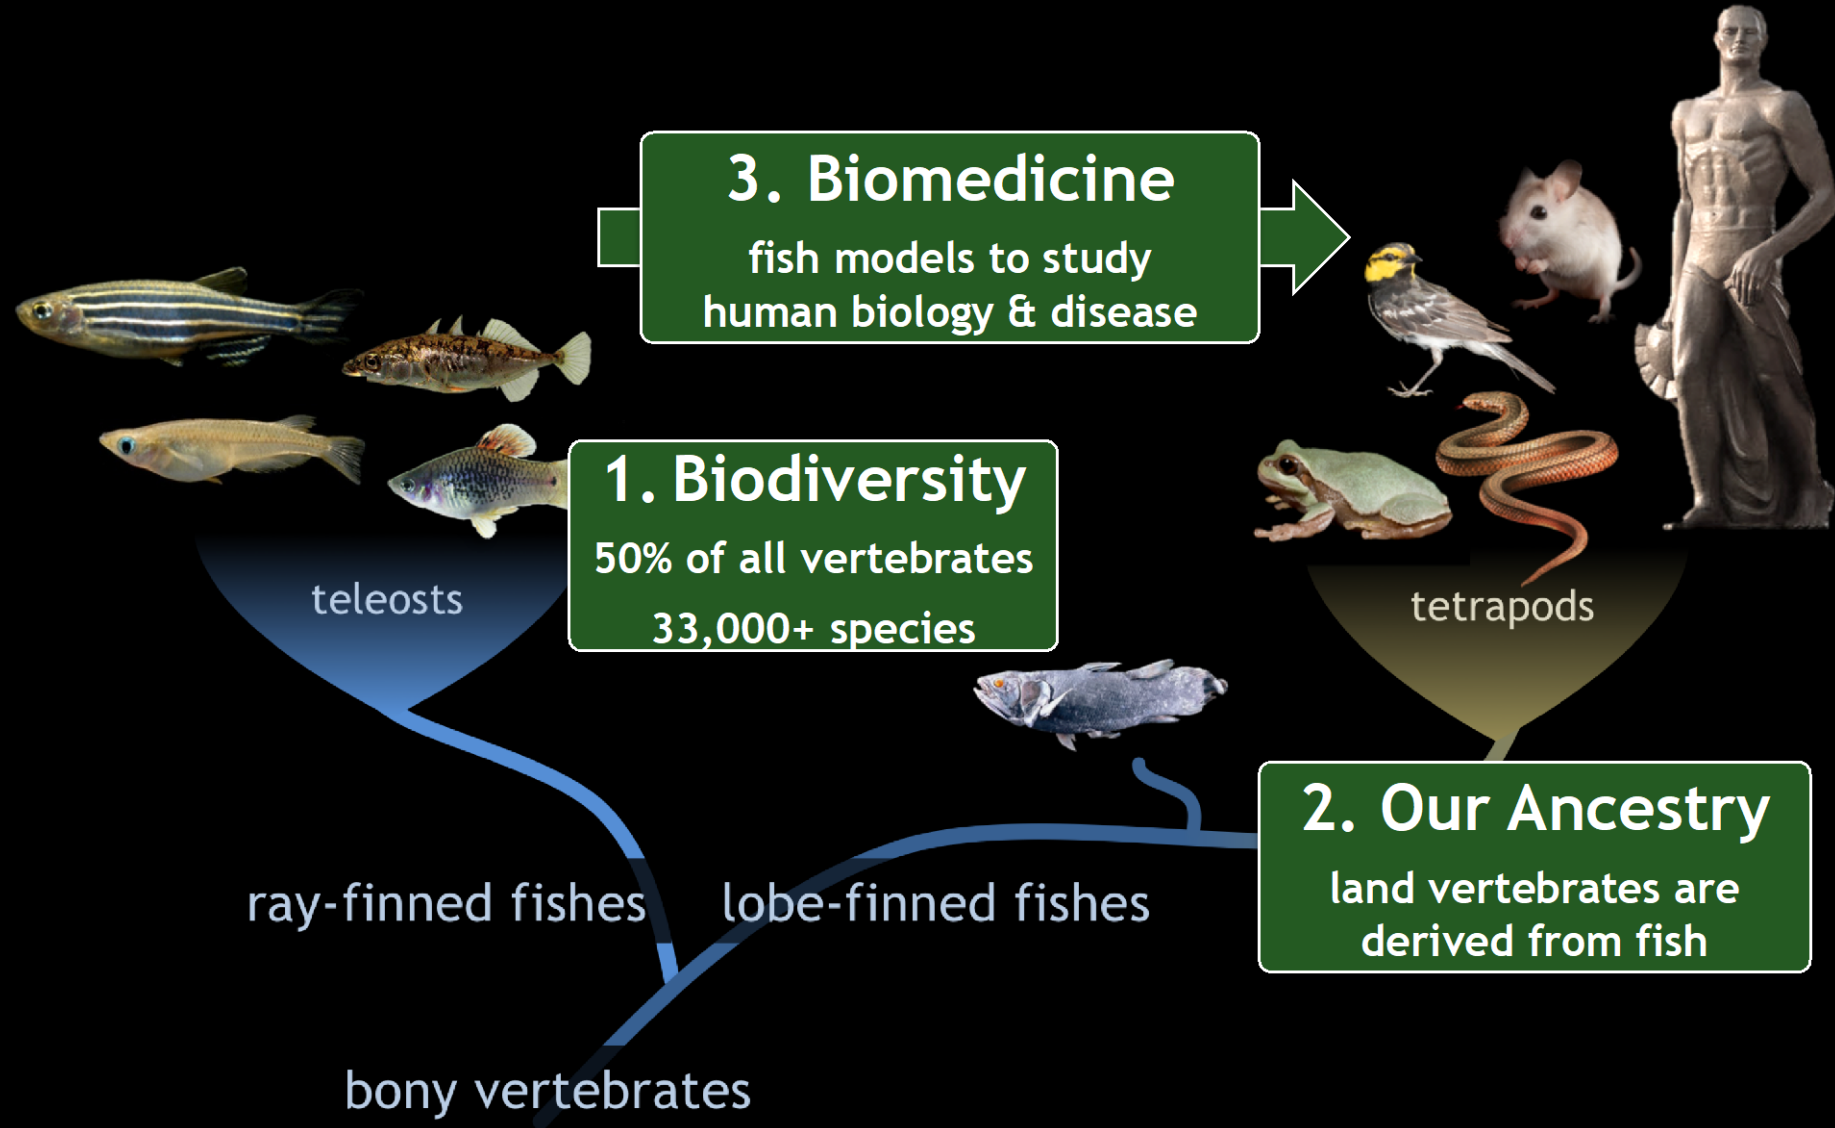 3. Biomedicine
fish models to study
human biology & disease
1. Biodiversity
50% of all vertebrates
33,000+ species
teleosts
tetrapods
2. Our Ancestry
land vertebrates are
derived from fish
ray-finned fishes
lobe-finned fishes
bony vertebrates